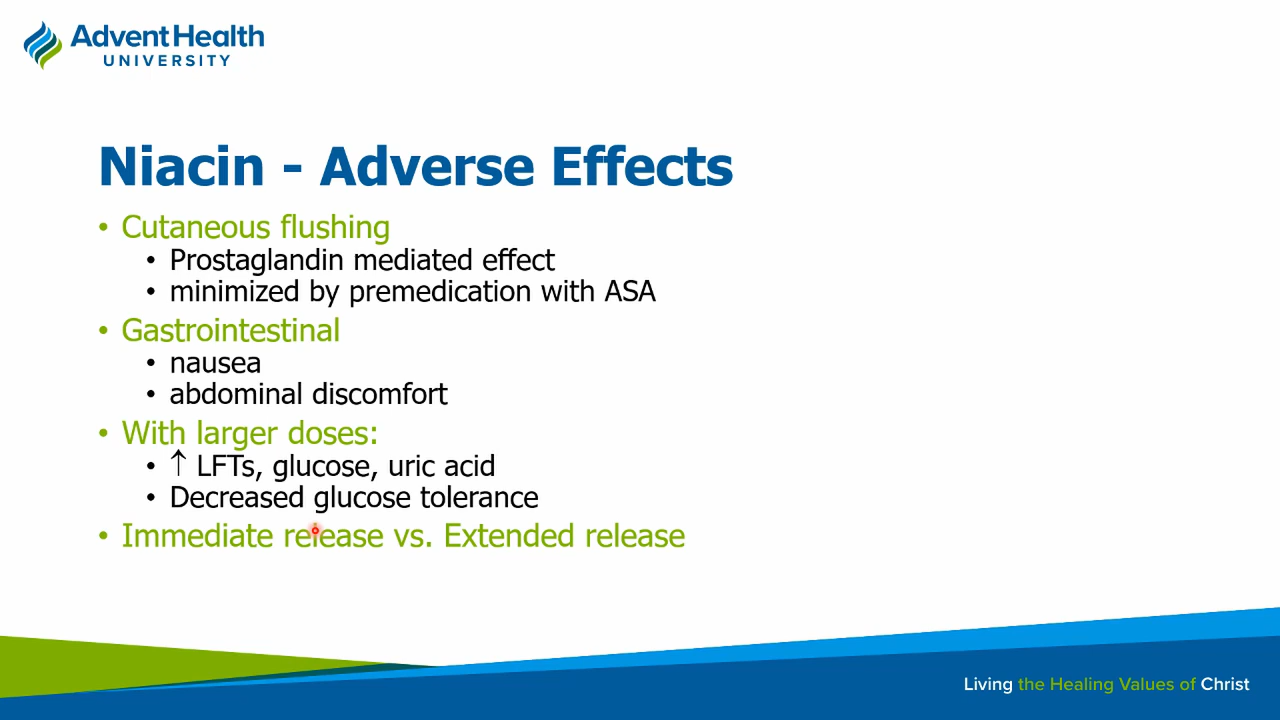 AdventHealth
UNIVERSITY
Niacin - Adverse Effects
• Cutaneous flushing
• Prostaglandin mediated effect
• minimized by premedication with ASA
• Gastrointestinal
• nausea
• abdominal discomfort
• With larger doses:
• ↑ LFTs, glucose, uric acid
• Decreased glucose tolerance
• Immediate release vs. Extended release
Living the Healing Values of Christ